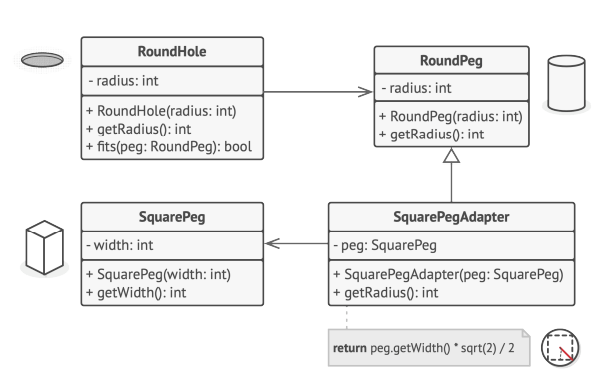 RoundHole
- radius: int
+ RoundHole(radius: int)
+ getRadius(): int
+ fits(peg: RoundPeg): bool
RoundPeg
- radius: int
+ RoundPeg(radius: int)
+ getRadius(): int
SquarePeg
- width: int
+ SquarePeg(width: int)
+ getWidth(): int
SquarePegAdapter
- peg: SquarePeg
+ SquarePegAdapter(peg: SquarePeg)
+ getRadius(): int
return peg.getWidth() * sqrt(2) / 2